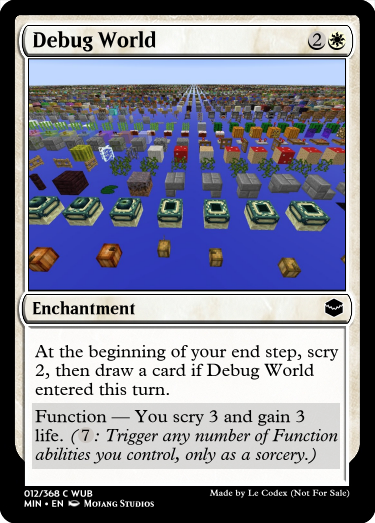 Debug World 2
Enchantment
At the beginning of your end step, scry
2, then draw a card if Debug World
entered this turn.
Function — You scry 3 and gain 3
life. (7: Trigger any number of Function
abilities you control, only as a sorcery.)
012/368 C WUB
MIN • EN Mojang Studios
Made by Le Codex (Not For Sale)